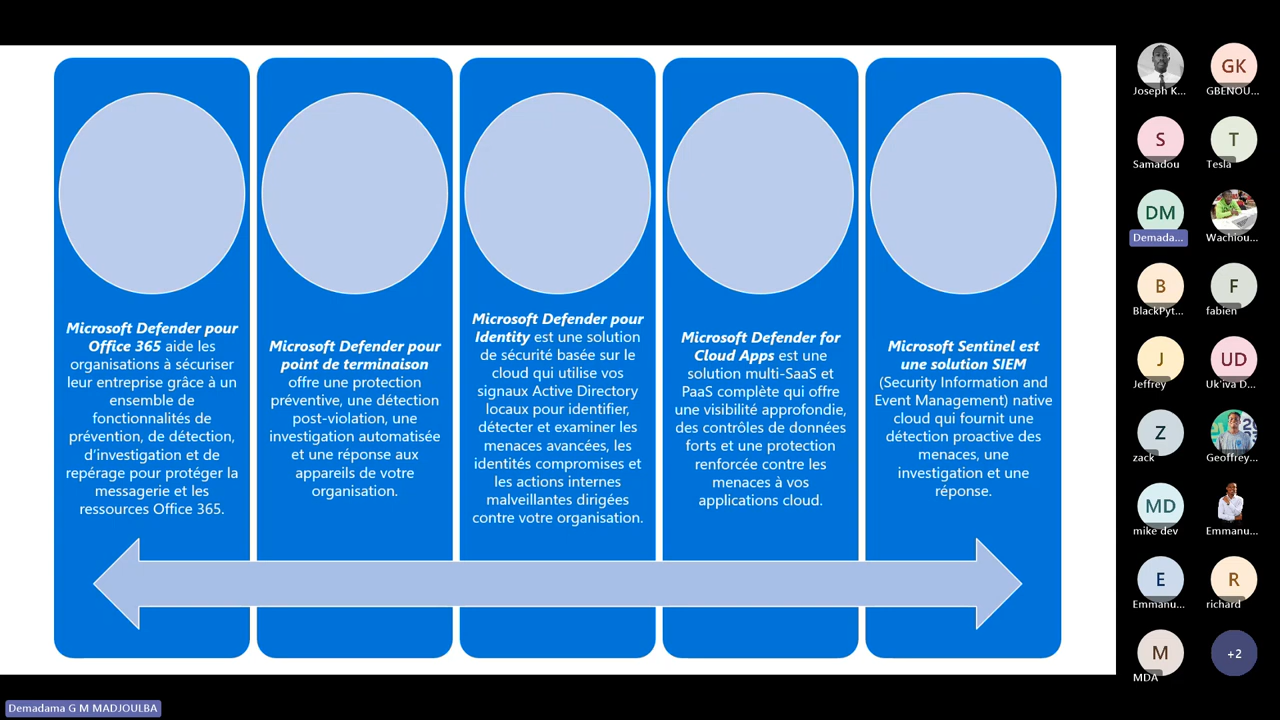 Microsoft Defender pour
Office 365 aide les
organisations à sécuriser
leur entreprise grâce à un
ensemble de
fonctionnalités de
prévention, de détection,
d’investigation et de
repérage pour protéger la
messagerie et les
ressources Office 365.
Microsoft Defender pour
point de terminaison
offre une protection
préventive, une détection
post-violation, une
investigation automatisée
et une réponse aux
appareils de votre
organisation.
Microsoft Defender pour
Identity est une solution
de sécurité basée sur le
cloud qui utilise vos
signaux Active Directory
locaux pour identifier,
détecter et examiner les
menaces avancées, les
identités compromises et
les actions internes
malveillantes dirigées
contre votre organisation.
Microsoft Defender for
Cloud Apps est une
solution multi-SaaS et
PaaS complète qui offre
une visibilité approfondie,
des contrôles de données
forts et une protection
renforcée contre les
menaces à vos
applications cloud.
Microsoft Sentinel est
une solution SIEM
(Security Information and
Event Management) native
cloud qui fournit une
détection proactive des
menaces, une
investigation et une
réponse.
Joseph K...
GK
GBENOU...
S
Samadou
T
Tesla
DM
Demada...
Wachiou...
B
BlackPyt...
F
fabien
J
Jeffrey
UD
Uk'iva D...
Z
zack
Geoffrey...
MD
mike dev
Emmanu...
E
Emmanu...
R
richard
M
MDA
+2
Demadama G M MADJOULBA